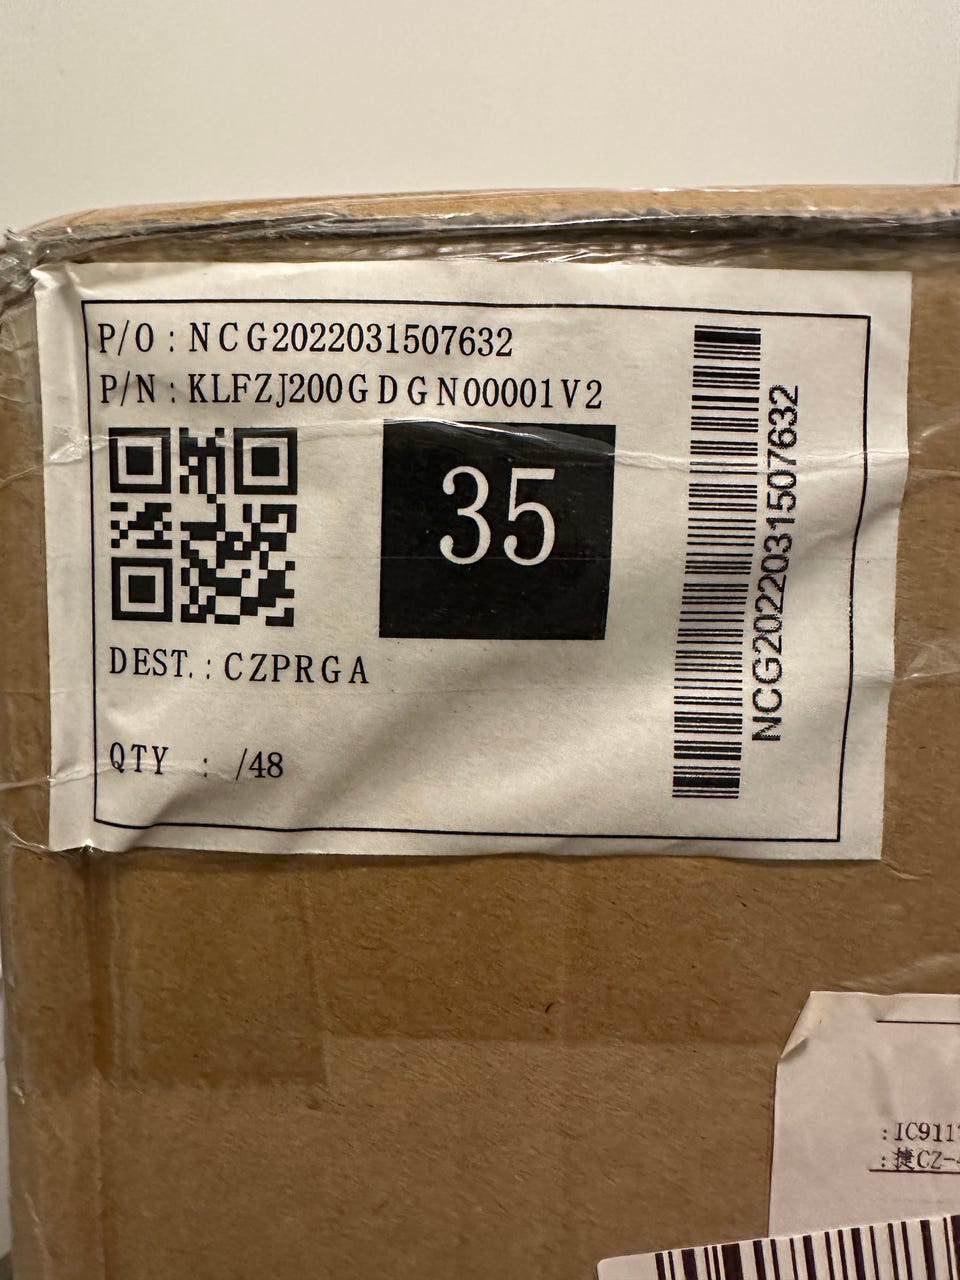 P/O : NCG2022031507632
P/N : KLFZJ200GDGN00001V2
35
NCG2022031507632
DEST. : CZPRGA
QTY : /48
:IC911
:捷CZ-